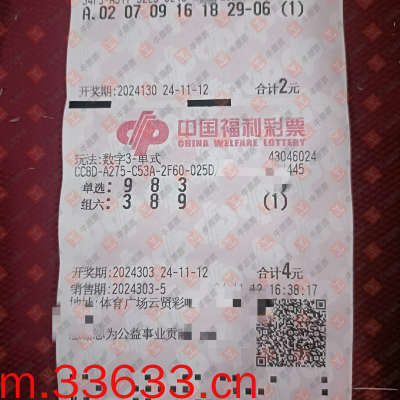 A.02 07 09 16 18 29-06 (1)
开奖期:2024130 24-11-12 合计2元
中国福利彩票
CHINA WELFARE LOTTERY
玩法:数字3-单式 43046024
CC8D-A275-C53A-2F60-025D 445
单选: 9 8 3
组六: 3 8 9 (1)
开奖期:2024303 24-11-12 合计4元
销售期:2024303-5 16:38:17
地址:体育广场云贺彩
为公益事业贡
m.33633.cn